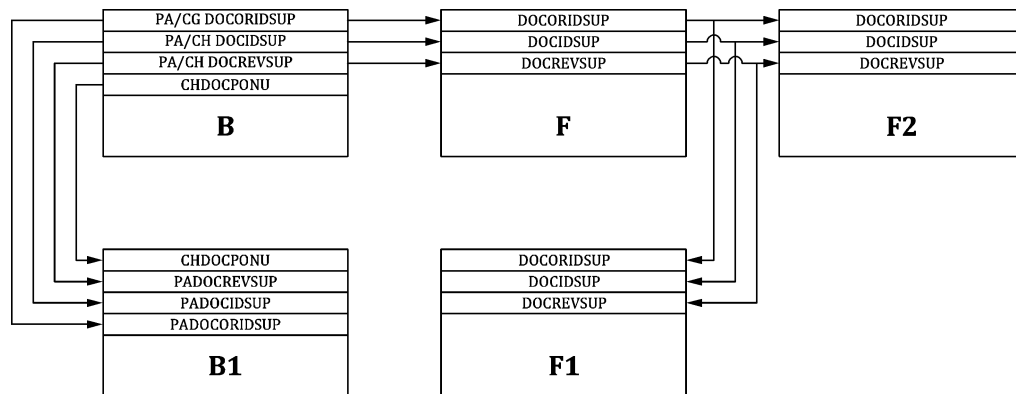 PA/CG DOCORIDSUP
PA/CH DOCIDSUP
PA/CH DOCREVSUP
CHDOCPONU
B
DOCORIDSUP
DOCIDSUP
DOCREVSUP
F
DOCORIDSUP
DOCIDSUP
DOCREVSUP
F2
CHDOCPONU
PADOCREVSUP
PADOCIDSUP
PADOCORIDSUP
B1
DOCORIDSUP
DOCIDSUP
DOCREVSUP
F1